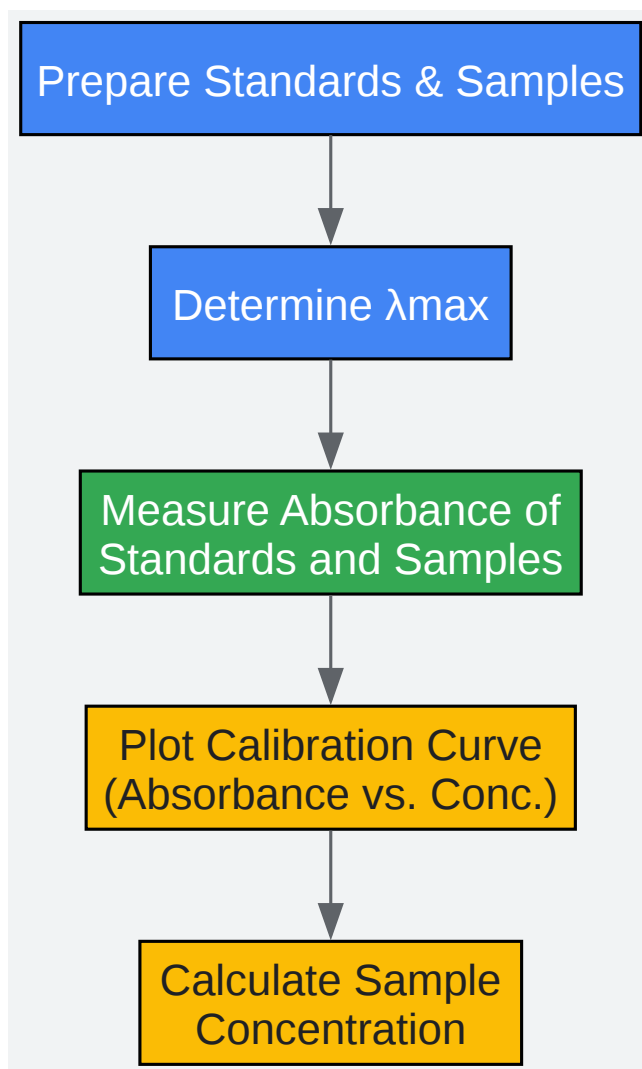 Prepare Standards & Samples
Determine λmax
Measure Absorbance of
Standards and Samples
Plot Calibration Curve
(Absorbance vs. Conc.)
Calculate Sample
Concentration